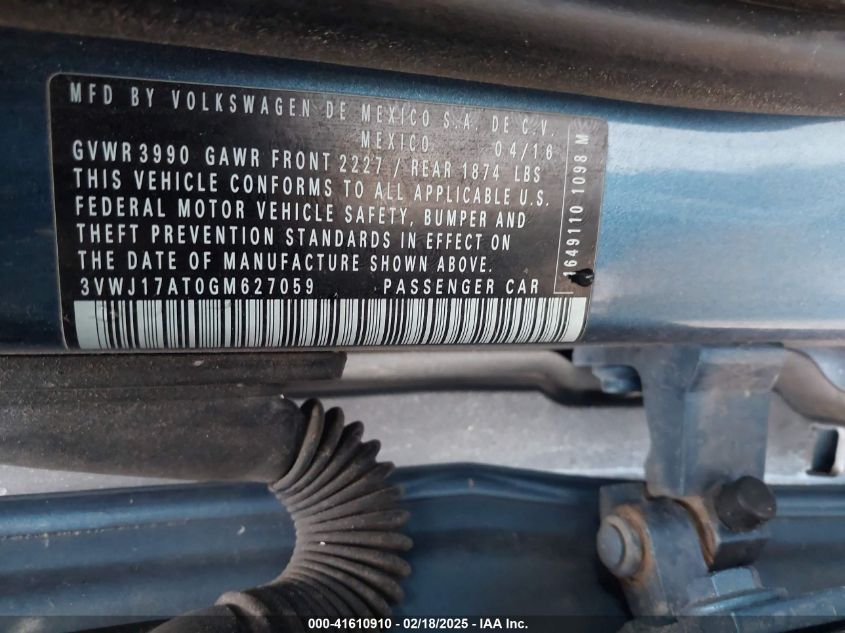 MFD BY VOLKSWAGEN DE MEXICO S.A. DE C.V.
MEXICO 04/16
GVWR 3990 GAWR FRONT 2227 / REAR 1874 LBS
THIS VEHICLE CONFORMS TO ALL APPLICABLE U.S.
FEDERAL MOTOR VEHICLE SAFETY, BUMPER AND
THEFT PREVENTION STANDARDS IN EFFECT ON
THE DATE OF MANUFACTURE SHOWN ABOVE.
3VWJ17AT0GM627059 PASSENGER CAR
1649110 1098 M
000-41610910 - 02/18/2025 - IAA Inc.